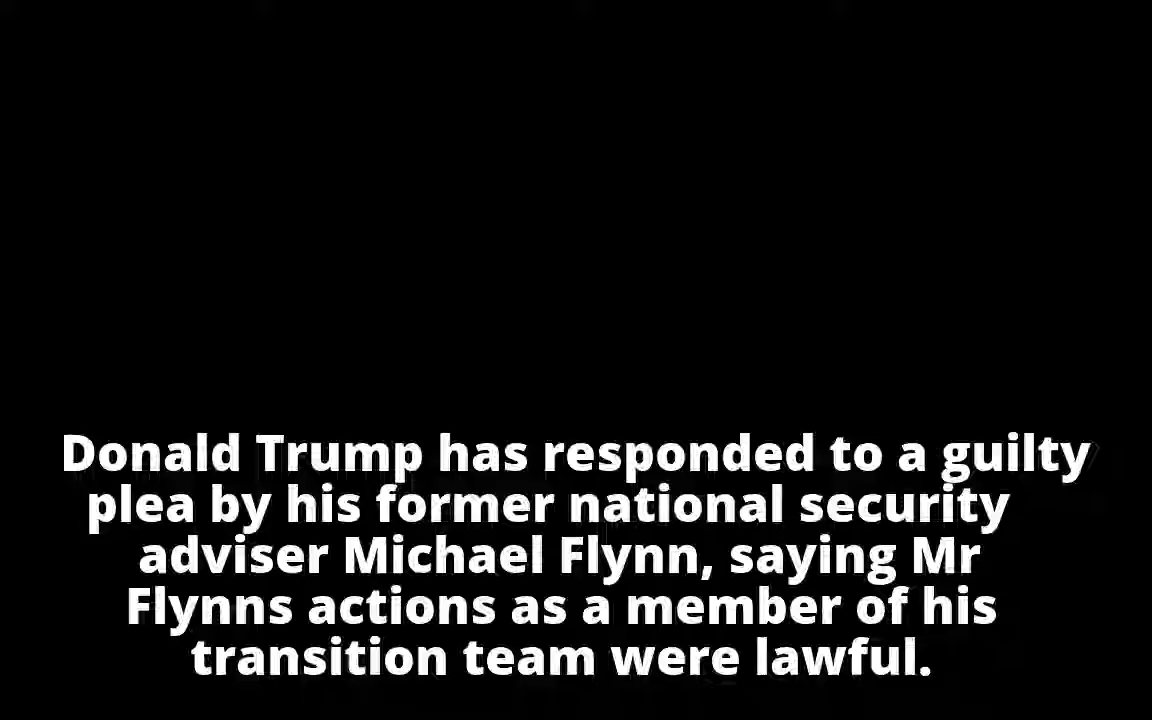 Donald Trump has responded to a guilty
plea by his former national security
adviser Michael Flynn, saying Mr
Flynns actions as a member of his
transition team were lawful.